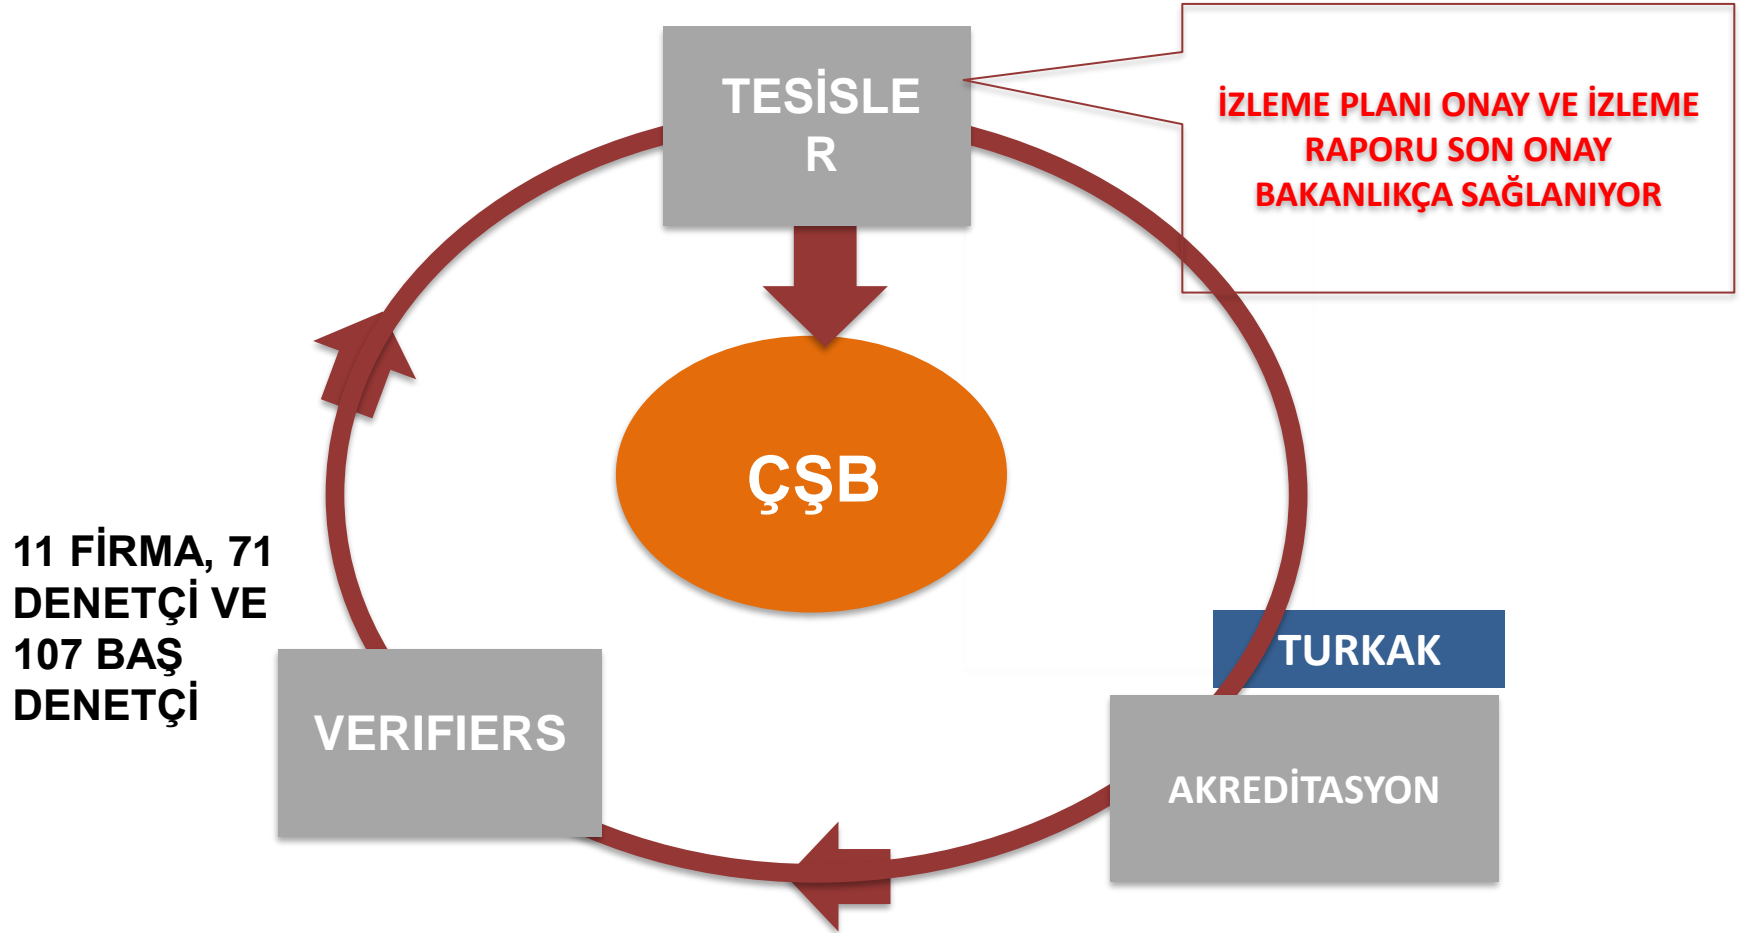 TESİSLE
R
İZLEME PLANI ONAY VE İZLEME
RAPORU SON ONAY
BAKANLIKÇA SAĞLANIYOR
ÇŞB
11 FİRMA, 71
DENETÇİ VE
107 BAŞ
DENETÇİ
VERIFIERS
TURKAK
AKREDİTASYON